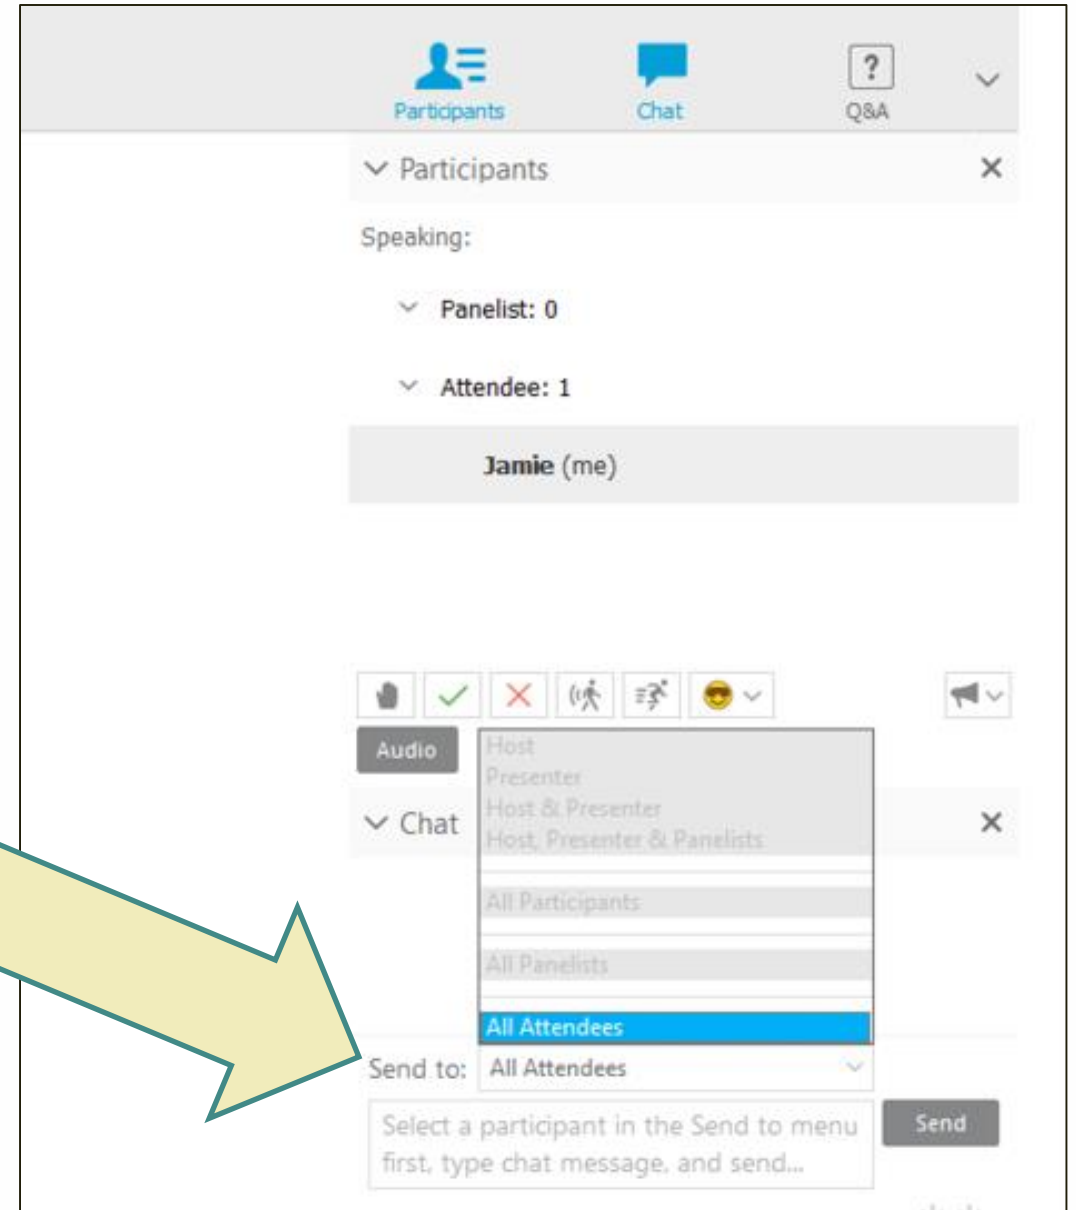 Participants
Chat
?
Q&A
Participants
Speaking:
Panelist: 0
Attendee: 1
Jamie (me)
Audio
Host
Presenter
Host & Presenter
Chat
Host, Presenter & Panelists
All Participants
All Panelists
All Attendees
Send to: All Attendees
Select a participant in the Send to menu
first, type chat message, and send...
Send